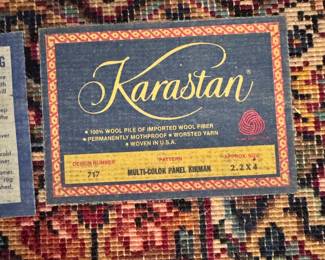 Karastan®
• 100% WOOL PILE OF IMPORTED WOOL FIBER
• PERMANENTLY MOTHPROOF • WORSTED YARN
• WOVEN IN U.S.A.
DESIGN NUMBER PATTERN APPROX. SIZE
717 MULTI-COLOR PANEL KIRMAN 2.2 X 4